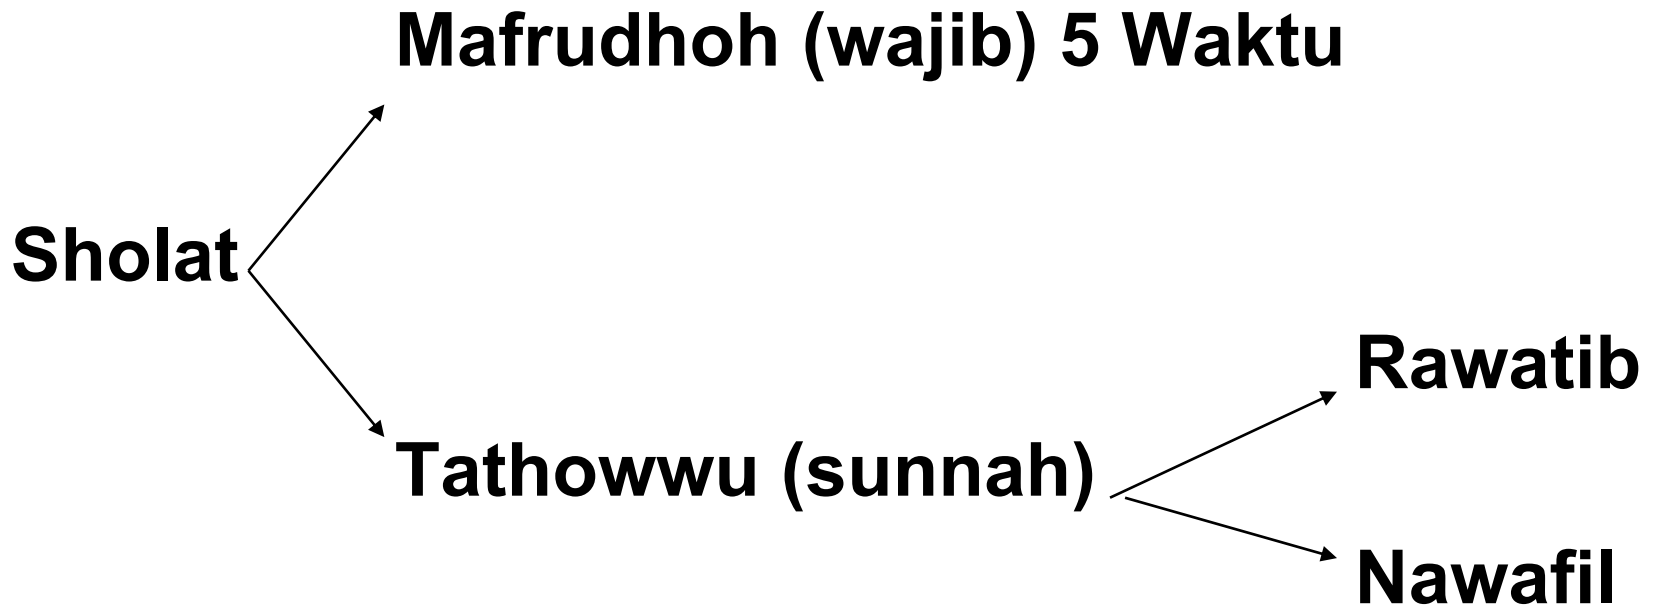 Mafrudhoh (wajib) 5 Waktu
Sholat
Rawatib
Tathowwu (sunnah)
Nawafil